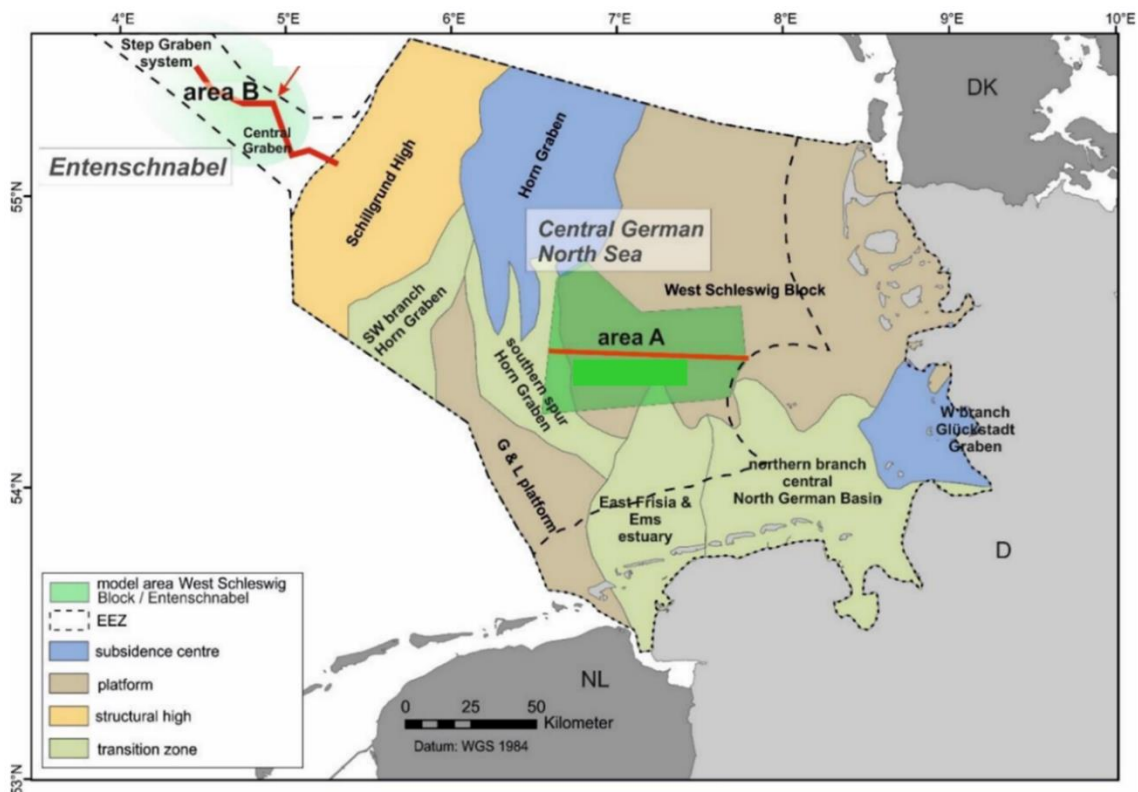 4°E 5°E 6°E 7°E 8°E 9°E 10°E
Step Graben
system
area B
Central
Graben
Entenschnabel
DK
55°N
Schillgrund High
Horn Graben
Central German
North Sea
West Schleswig Block
SW branch
Horn Graben
area A
southern spur
Horn Graben
W branch
Glückstadt
Graben
54°N
G & L platform
northern branch
central
North German Basin
East Frisia &
Ems
estuary
D
model area West Schleswig
Block / Entenschnabel
EEZ
subsidence centre
platform
structural high
transition zone
NL
0 25 50
Kilometer
Datum: WGS 1984
53°N